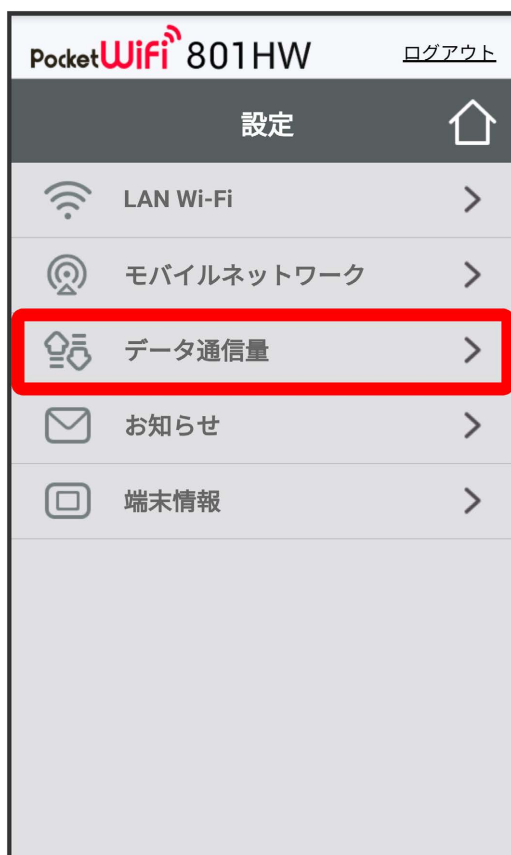 PocketWiFi 801HW ログアウト
設定
LAN Wi-Fi
モバイルネットワーク
データ通信量
お知らせ
端末情報